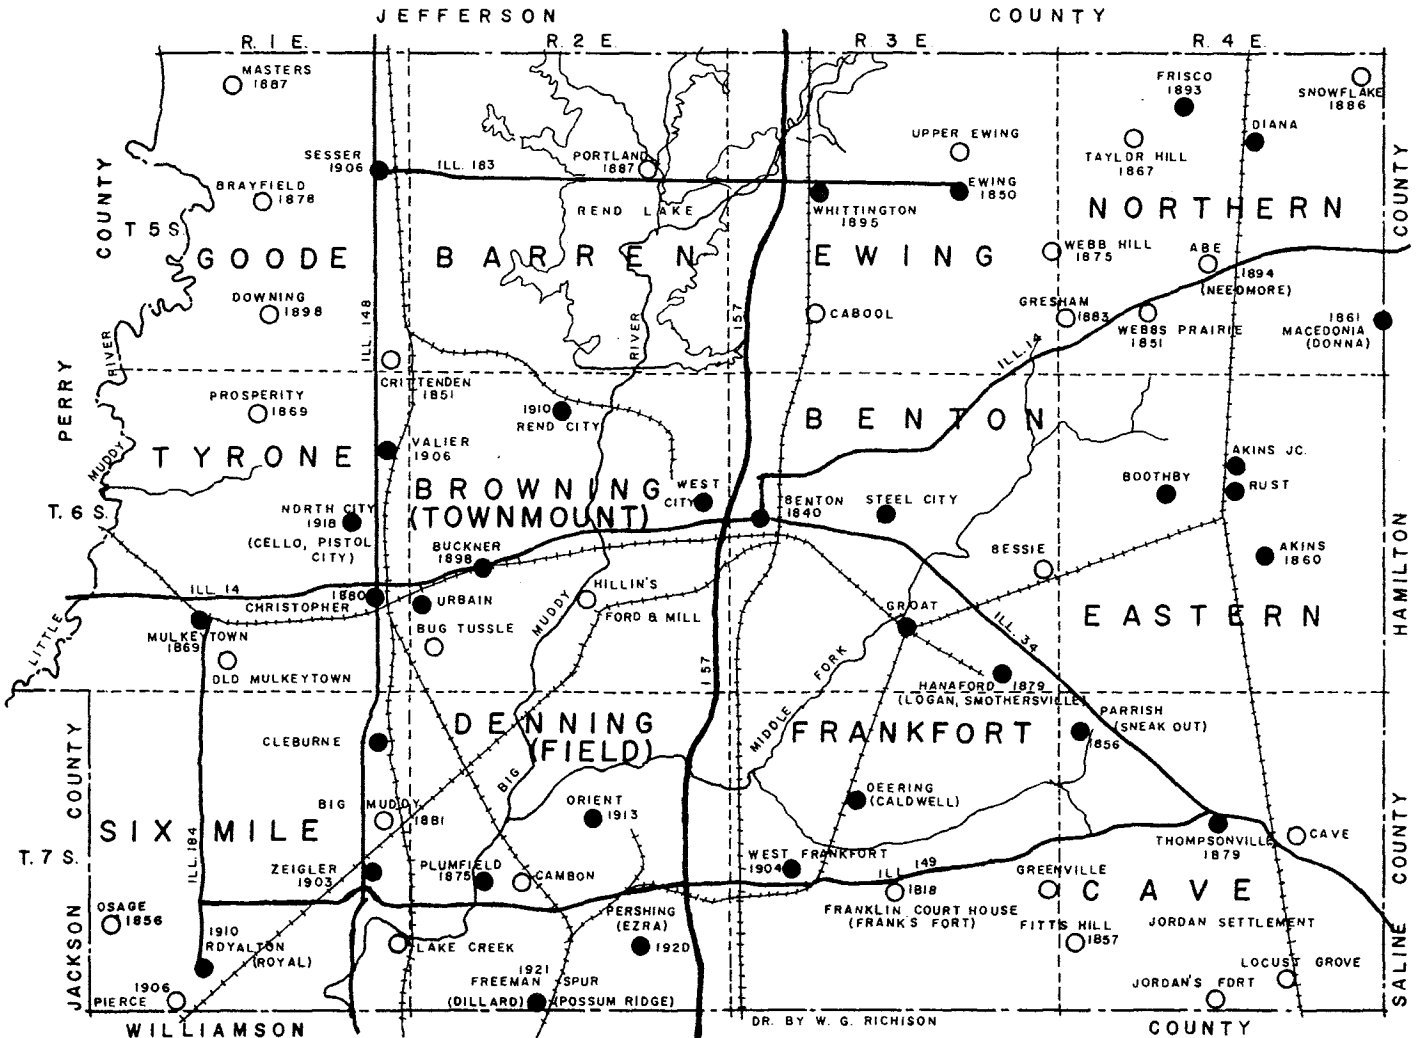 JEFFERSON COUNTY
R. 1 E. R. 2 E. R. 3 E. R. 4 E.
MASTERS
1887
FRISCO
1893
SNOWFLAKE
1886
DIANA
UPPER EWING
TAYLOR HILL
1867
SESSER
1906
ILL. 183
PORTLAND
1887
EWING
1850
BRAYFIELD
1878
REND LAKE
WHITTINGTON
1895
NORTHERN
COUNTY
T 5 S.
COUNTY
GOODE
BARREN
EWING
WEBB HILL
1875
ABE
1894
(NEEDMORE)
DOWNING
1898
ILL. 148
RIVER
157
CABOOL
GRESHAM
1883
WEBBS PRAIRIE
1851
1861
MACEDONIA
(DONNA)
ILL. 14
RIVER
PERRY
CRITTENDEN
1851
PROSPERITY
1869
1910
REND CITY
BENTON
TYRONE
VALIER
1906
MUDDY
AKINS JC.
BOOTHBY
RUST
BROWNING
(TOWNMOUNT)
WEST
CITY
BENTON
1840
STEEL CITY
T. 6 S.
NORTH CITY
1918
(CELLO, PISTOL
CITY)
BUCKNER
1898
BESSIE
AKINS
1860
HAMILTON
ILL 14
CHRISTOPHER
1880
URBAIN
HILLIN'S
FORD & MILL
MUDDY
GROAT
EASTERN
LITTLE
MULKEYTOWN
1869
BUG TUSSLE
OLD MULKEYTOWN
157
FORK
ILL. 34
HANAFORD 1879
(LOGAN, SMOTHERSVILLE)
PARRISH
(SNEAK OUT)
1856
DENNING
(FIELD)
MIDDLE
FRANKFORT
CLEBURNE
BIG
COUNTY
BIG MUDDY
1881
ORIENT
1913
DEERING
(CALDWELL)
SIX MILE
ILL. 184
T. 7 S.
THOMPSONVILLE
1879
CAVE
COUNTY
ZEIGLER
1903
PLUMFIELD
1875
CAMBON
WEST FRANKFORT
1904
ILL 149
1818
FRANKLIN COURT HOUSE
(FRANK'S FORT)
GREENVILLE
CAVE
OSAGE
1856
1910
ROYALTON
(ROYAL)
PERSHING
(EZRA)
1920
FITTS HILL
1857
JORDAN SETTLEMENT
LAKE CREEK
JACKSON
SALINE
1906
PIERCE
1921
FREEMAN SPUR
(DILLARD) (POSSUM RIDGE)
LOCUST GROVE
JORDAN'S FORT
WILLIAMSON
DR. BY W. G. RICHISON
COUNTY